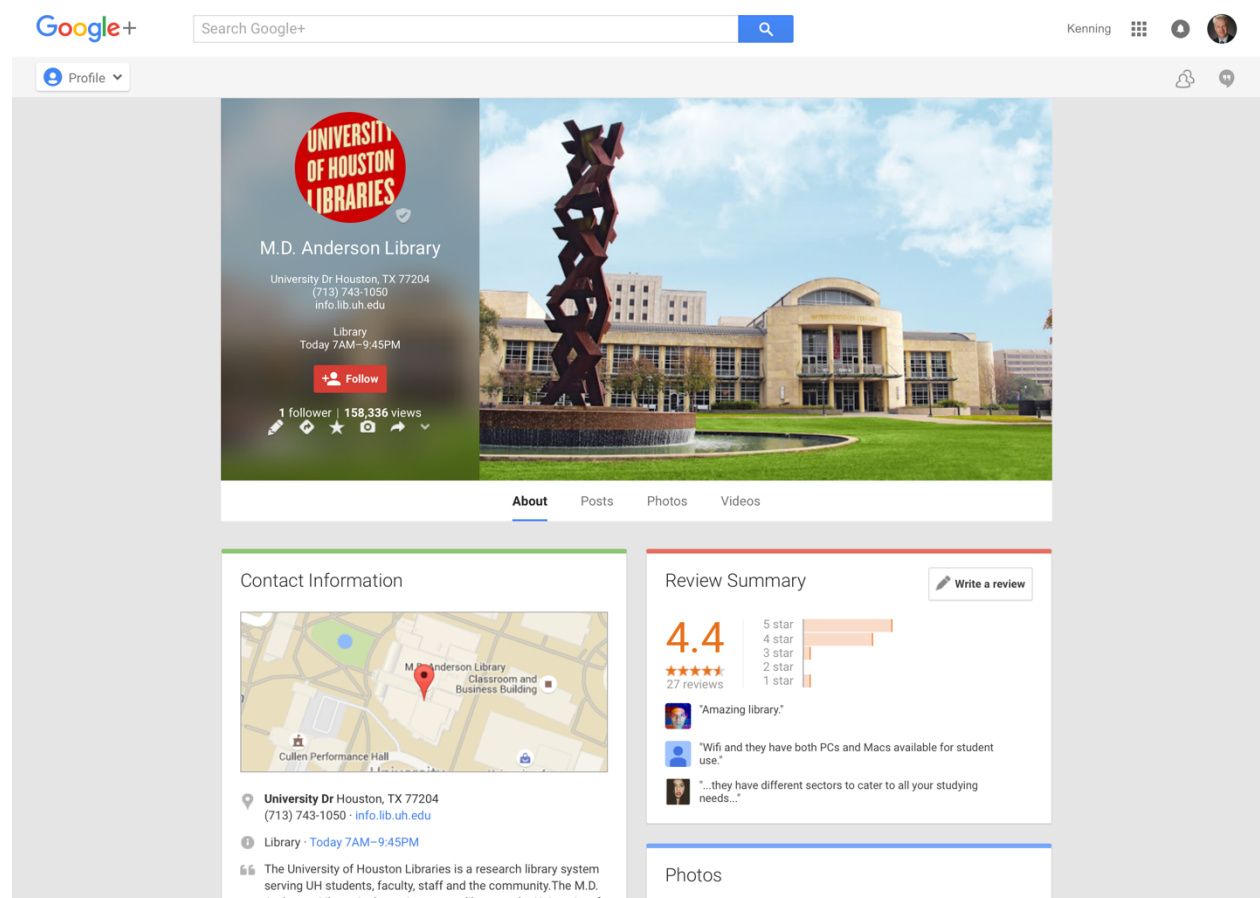 Google+
Search Google+
Kenning
Profile
UNIVERSITY
OF HOUSTON
LIBRARIES
M.D. Anderson Library
University Dr Houston, TX 77204
(713) 743-1050
info.lib.uh.edu
Library
Today 7AM–9:45PM
Follow
1 follower | 158,336 views
About Posts Photos Videos
Contact Information
M.D. Anderson Library
Classroom and
Business Building
Cullen Performance Hall
University Dr Houston, TX 77204
(713) 743-1050 · info.lib.uh.edu
Library · Today 7AM–9:45PM
The University of Houston Libraries is a research library system
serving UH students, faculty, staff and the community.The M.D.
Review Summary
Write a review
4.4
27 reviews
5 star
4 star
3 star
2 star
1 star
"Amazing library."
"Wifi and they have both PCs and Macs available for student
use."
"...they have different sectors to cater to all your studying
needs..."
Photos